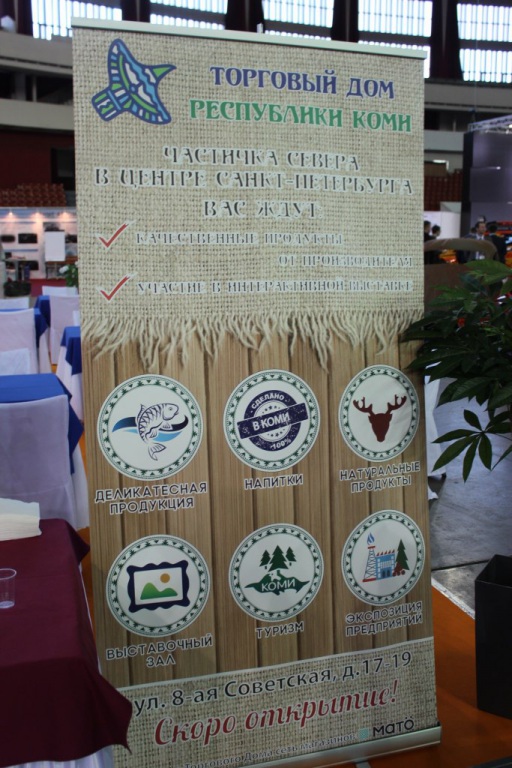 ТОРГОВЫЙ ДОМ
РЕСПУБЛИКИ КОМИ
ЧАСТИЧКА СЕВЕРА
В ЦЕНТРЕ САНКТ-ПЕТЕРБУРГА
ВАС ЖДУТ:
КАЧЕСТВЕННЫЕ ПРОДУКТЫ
ОТ ПРОИЗВОДИТЕЛЯ
УЧАСТИЕ В ИНТЕРАКТИВНОЙ ВЫСТАВКЕ
СДЕЛАНО
В КОМИ
100%
ДЕЛИКАТЕСНАЯ
ПРОДУКЦИЯ
НАПИТКИ
НАТУРАЛЬНЫЕ
ПРОДУКТЫ
КОМИ
ВЫСТАВОЧНЫЙ
ЗАЛ
ТУРИЗМ
ЭКСПОЗИЦИЯ
ПРЕДПРИЯТИЙ
ул. 8-ая Советская, д.17-19
Скоро открытие!
мато